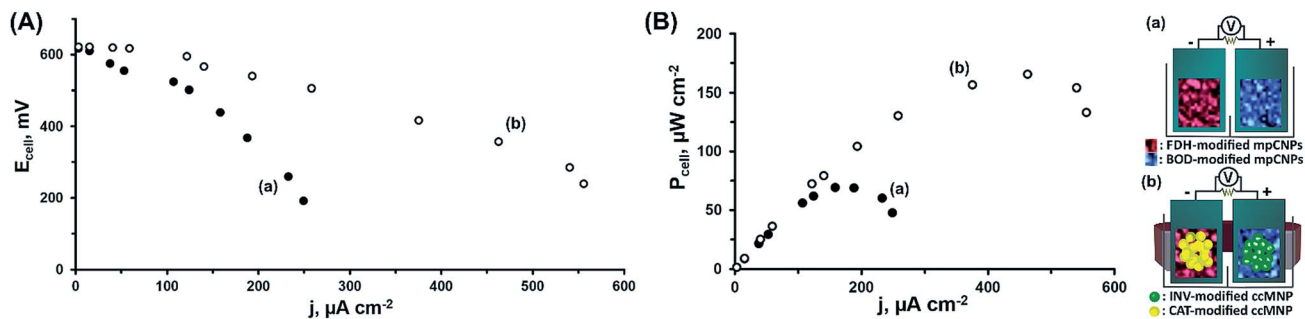 (A)
E_cell, mV
600
400
200
0
0 100 200 300 400 500 600
j, µA cm⁻²
(a)
(b)
(B)
P_cell, µW cm⁻²
200
150
100
50
0
0 200 400 600
j, µA cm⁻²
(b)
(a)
(a)
V
- +
: FDH-modified mpCNPs
: BOD-modified mpCNPs
(b)
V
- +
: INV-modified ccMNP
: CAT-modified ccMNP